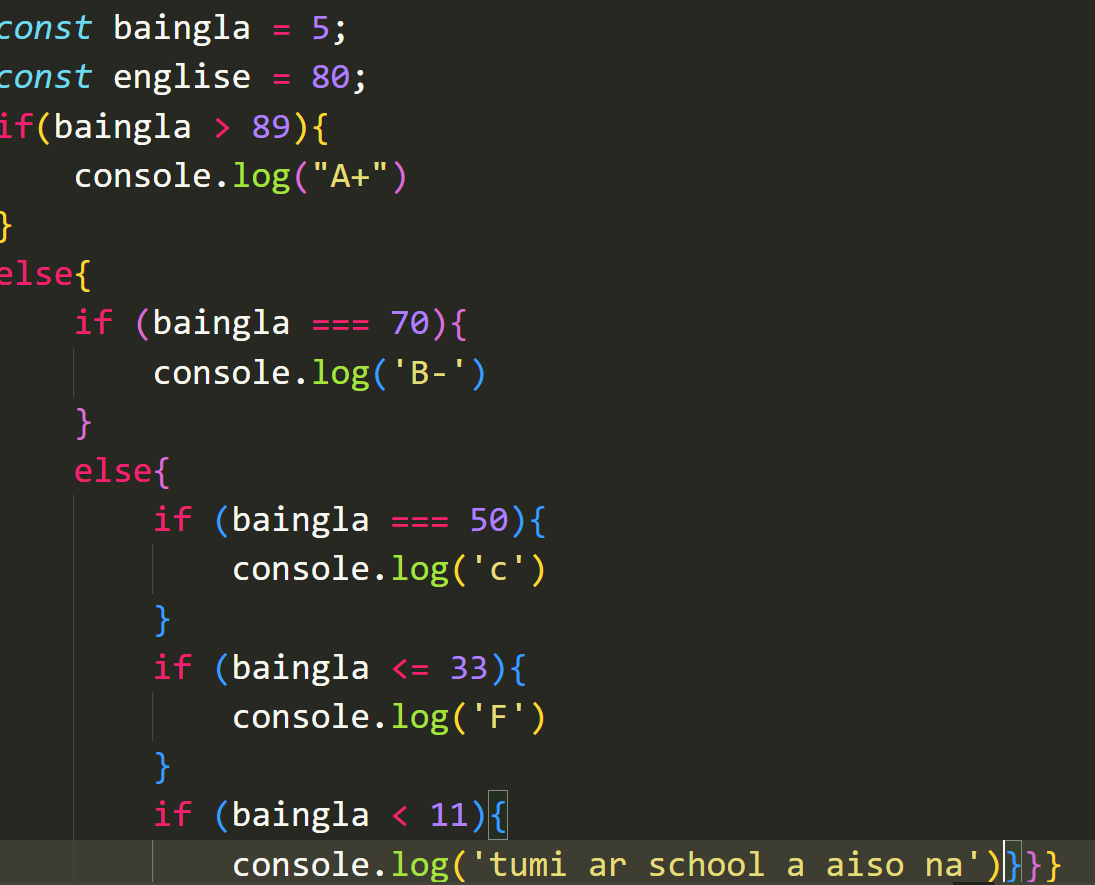 const baingla = 5;
const englise = 80;
if(baingla > 89){
    console.log("A+")
}
else{
    if (baingla === 70){
        console.log('B-')
    }
    else{
        if (baingla === 50){
            console.log('c')
        }
        if (baingla <= 33){
            console.log('F')
        }
        if (baingla < 11){
            console.log('tumi ar school a aiso na')}}}